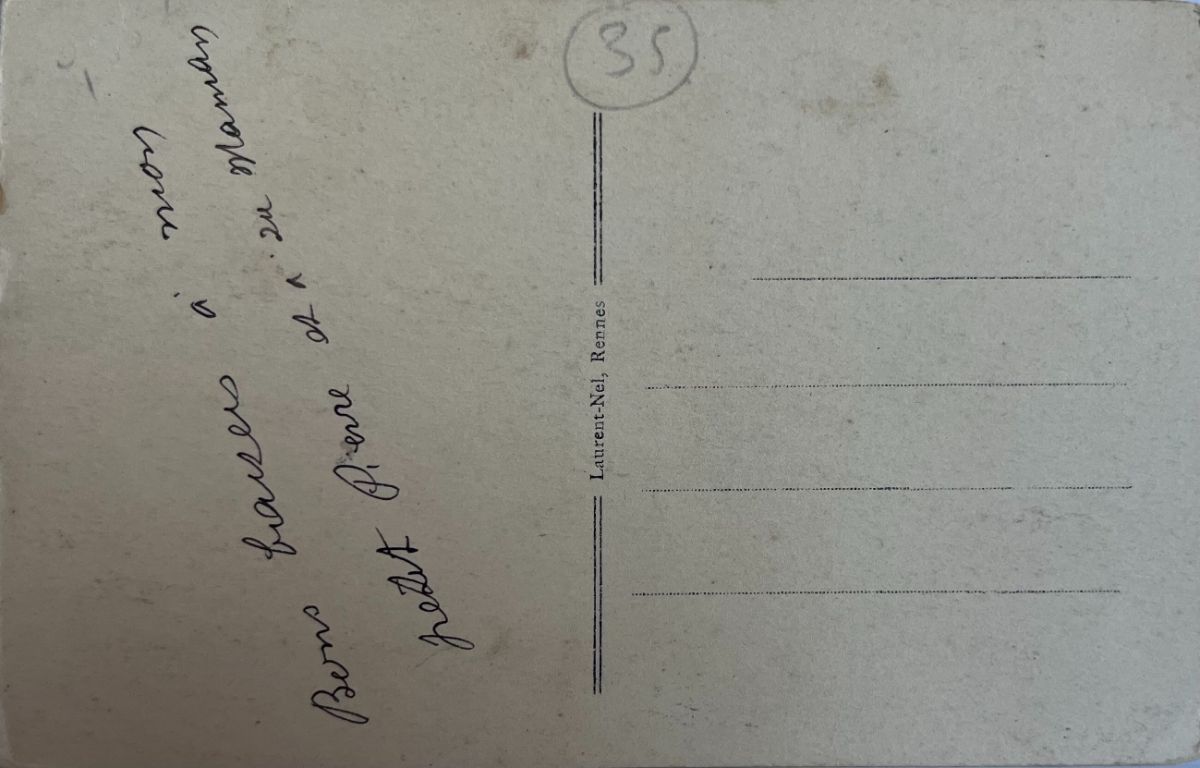 Bons baisers à mon
petit Pierre et à sa Maman
Laurent-Nel, Rennes
35